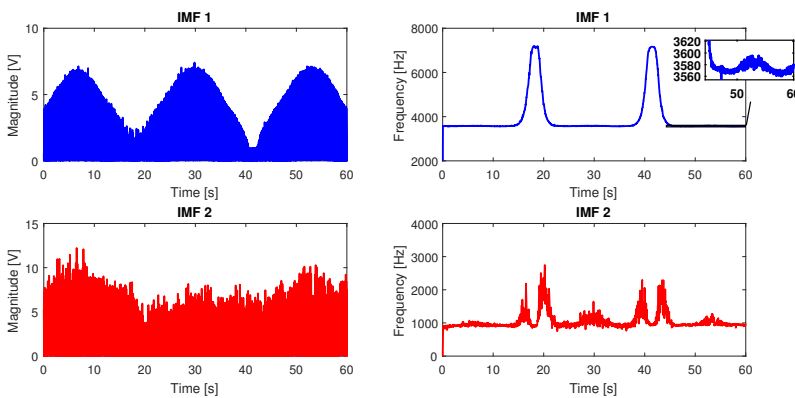 IMF 1
Magnitude [V]
10
5
0
0 10 20 30 40 50 60
Time [s]
IMF 1
Frequency [Hz]
8000
6000
4000
2000
0 10 20 30 40 50 60
Time [s]
3620
3600
3580
3560
50 60
IMF 2
Magnitude [V]
15
10
5
0
0 10 20 30 40 50 60
Time [s]
IMF 2
Frequency [Hz]
4000
3000
2000
1000
0
0 10 20 30 40 50 60
Time [s]